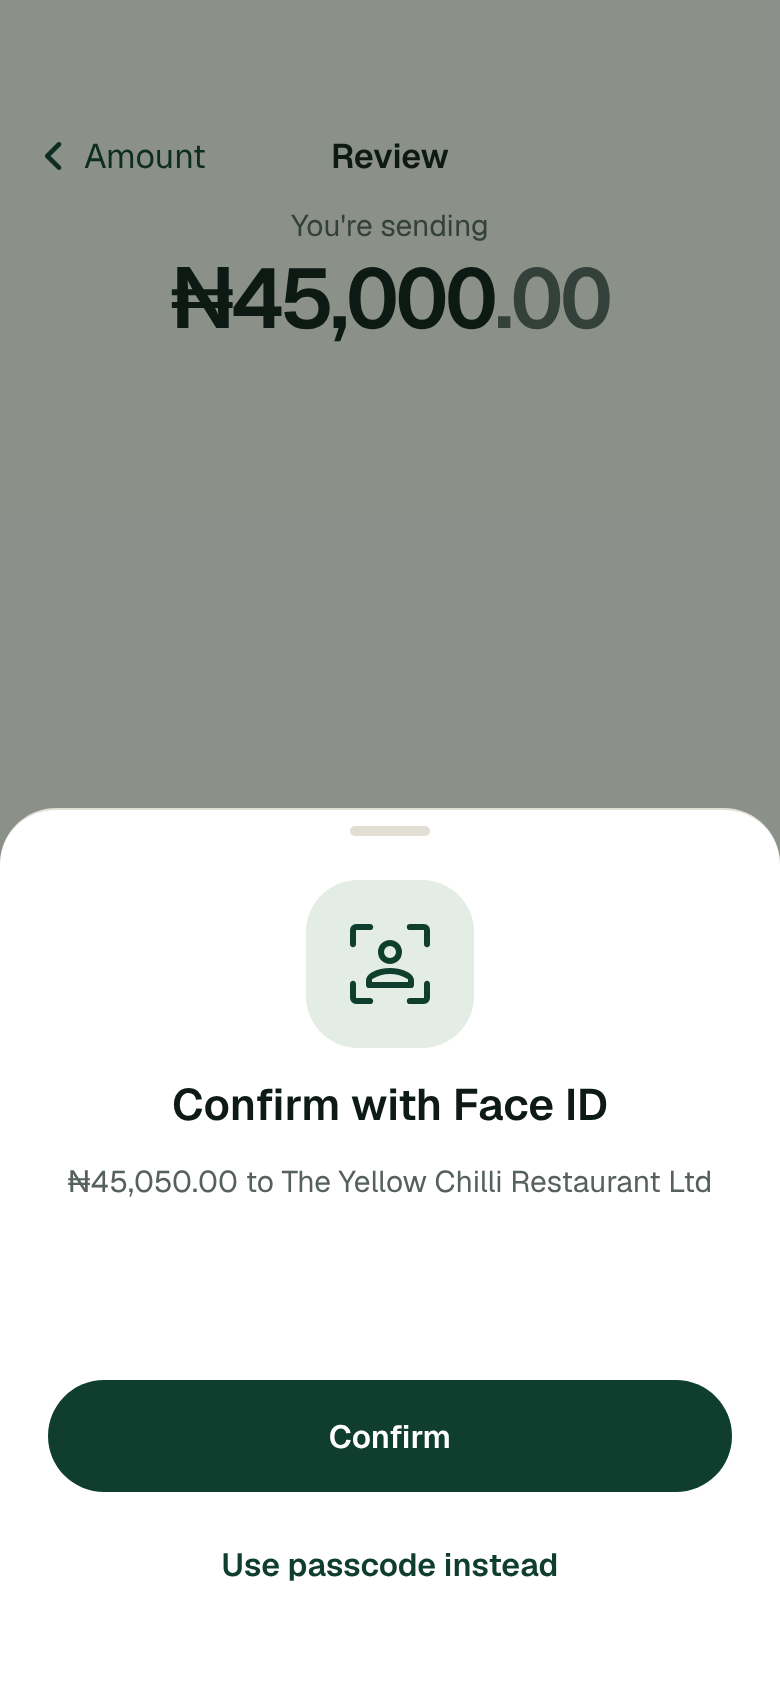 Amount
Review
You're sending
₦45,000.00
Confirm with Face ID
₦45,050.00 to The Yellow Chilli Restaurant Ltd
Confirm
Use passcode instead